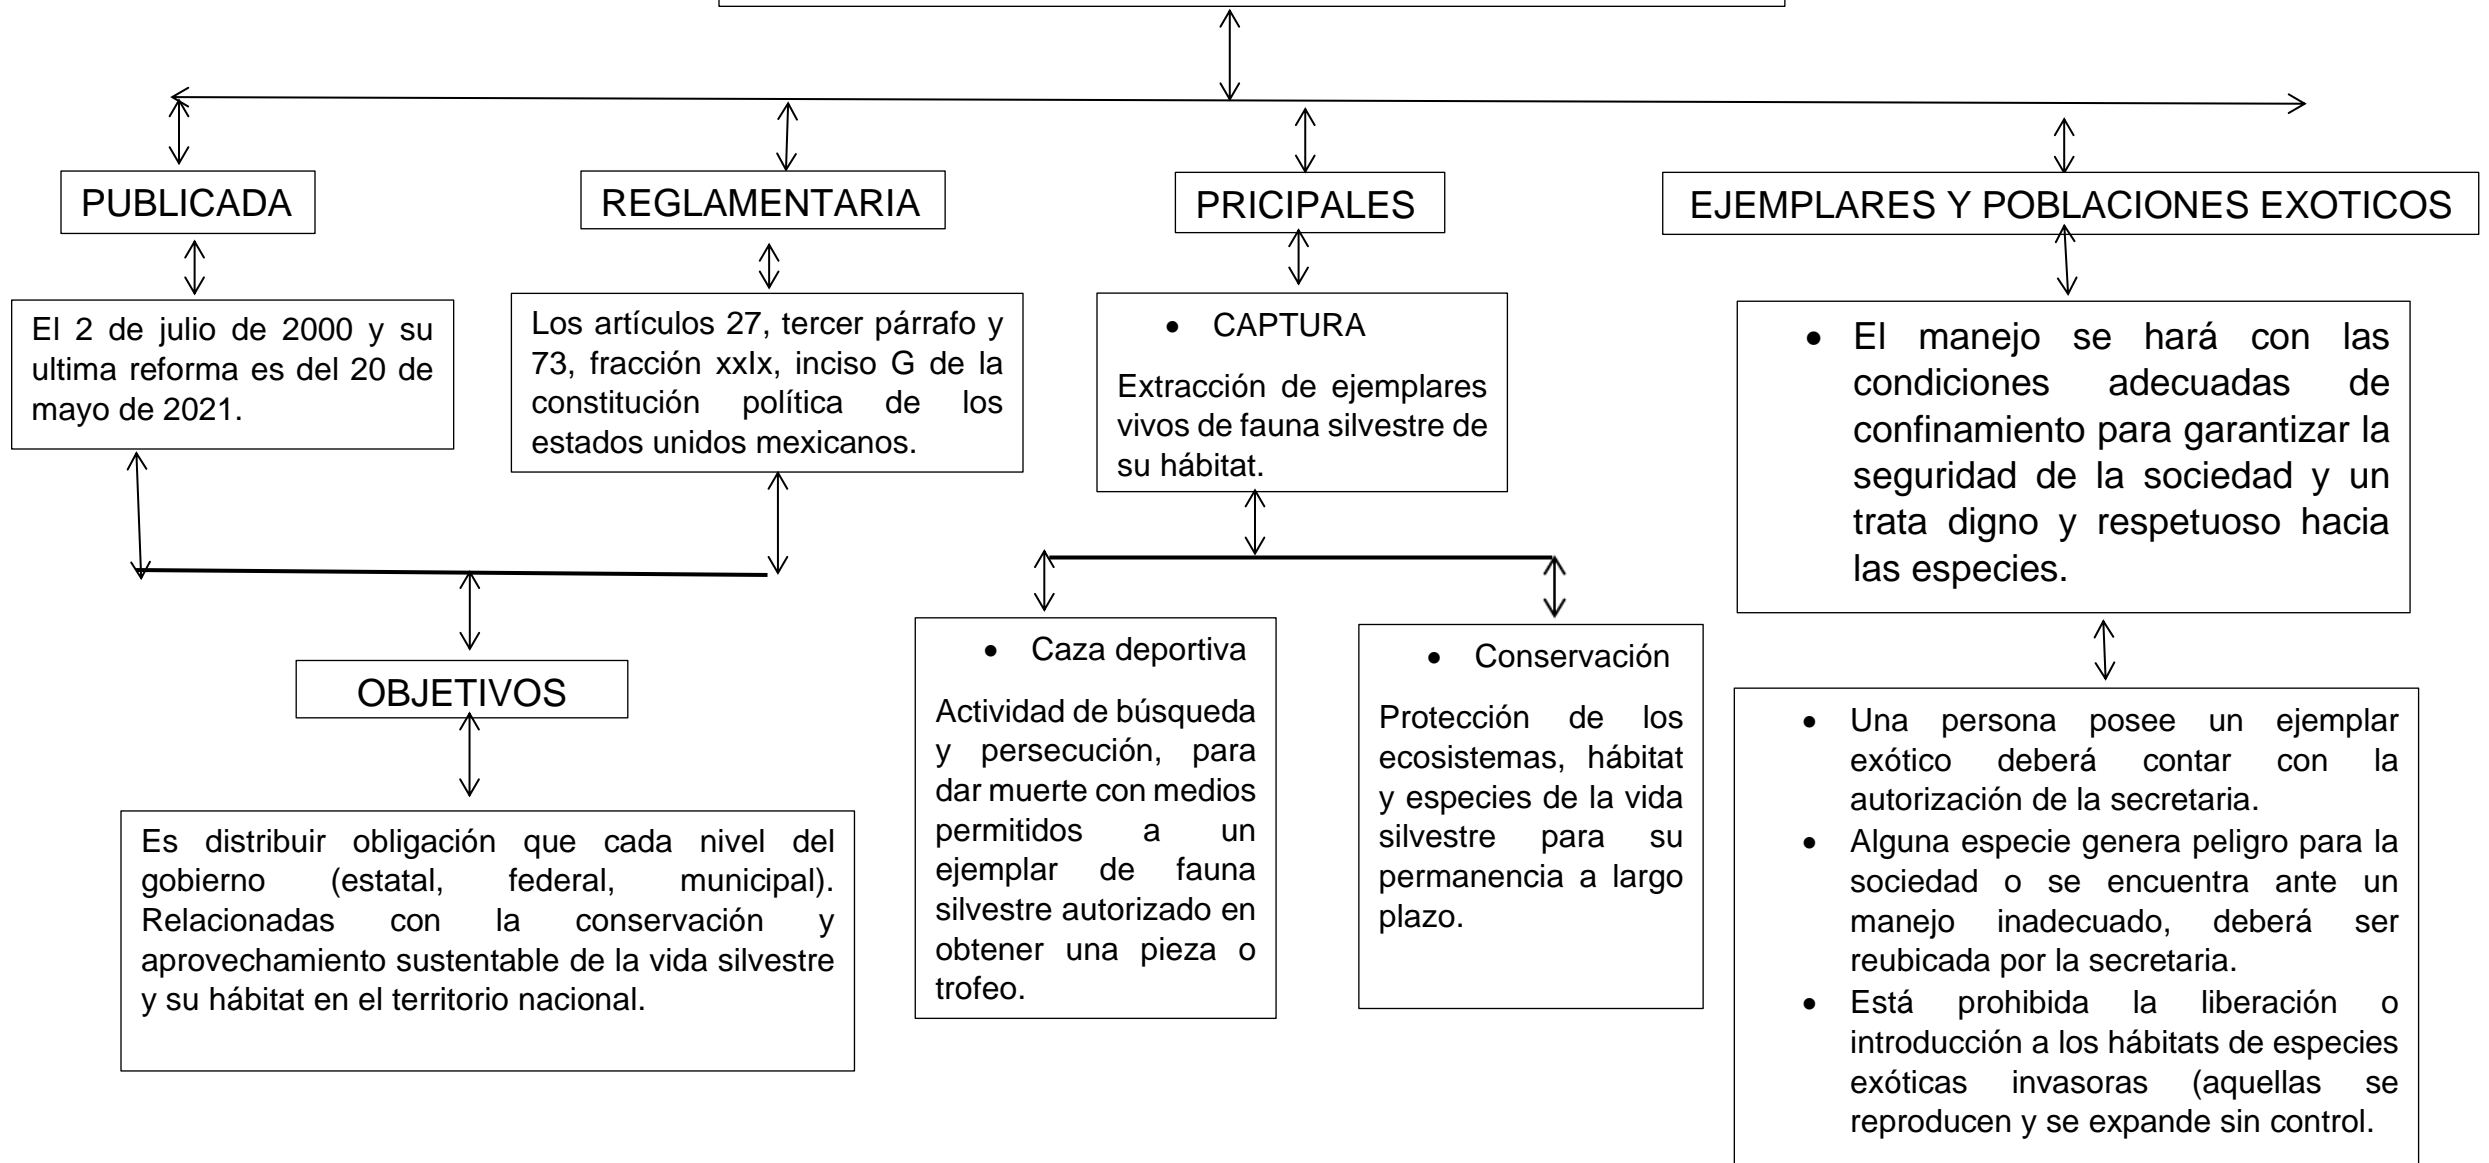 PUBLICADA
El 2 de julio de 2000 y su
ultima reforma es del 20 de
mayo de 2021.
REGLAMENTARIA
Los artículos 27, tercer párrafo y
73, fracción xxIx, inciso G de la
constitución política de los
estados unidos mexicanos.
OBJETIVOS
Es distribuir obligación que cada nivel del
gobierno (estatal, federal, municipal).
Relacionadas con la conservación y
aprovechamiento sustentable de la vida silvestre
y su hábitat en el territorio nacional.
PRICIPALES
• CAPTURA
Extracción de ejemplares
vivos de fauna silvestre de
su hábitat.
• Caza deportiva
Actividad de búsqueda
y persecución, para
dar muerte con medios
permitidos a un
ejemplar de fauna
silvestre autorizado en
obtener una pieza o
trofeo.
• Conservación
Protección de los
ecosistemas, hábitat
y especies de la vida
silvestre para su
permanencia a largo
plazo.
EJEMPLARES Y POBLACIONES EXOTICOS
• El manejo se hará con las
condiciones adecuadas de
confinamiento para garantizar la
seguridad de la sociedad y un
trata digno y respetuoso hacia
las especies.
• Una persona posee un ejemplar
exótico deberá contar con la
autorización de la secretaria.
• Alguna especie genera peligro para la
sociedad o se encuentra ante un
manejo inadecuado, deberá ser
reubicada por la secretaria.
• Está prohibida la liberación o
introducción a los hábitats de especies
exóticas invasoras (aquellas se
reproducen y se expande sin control.